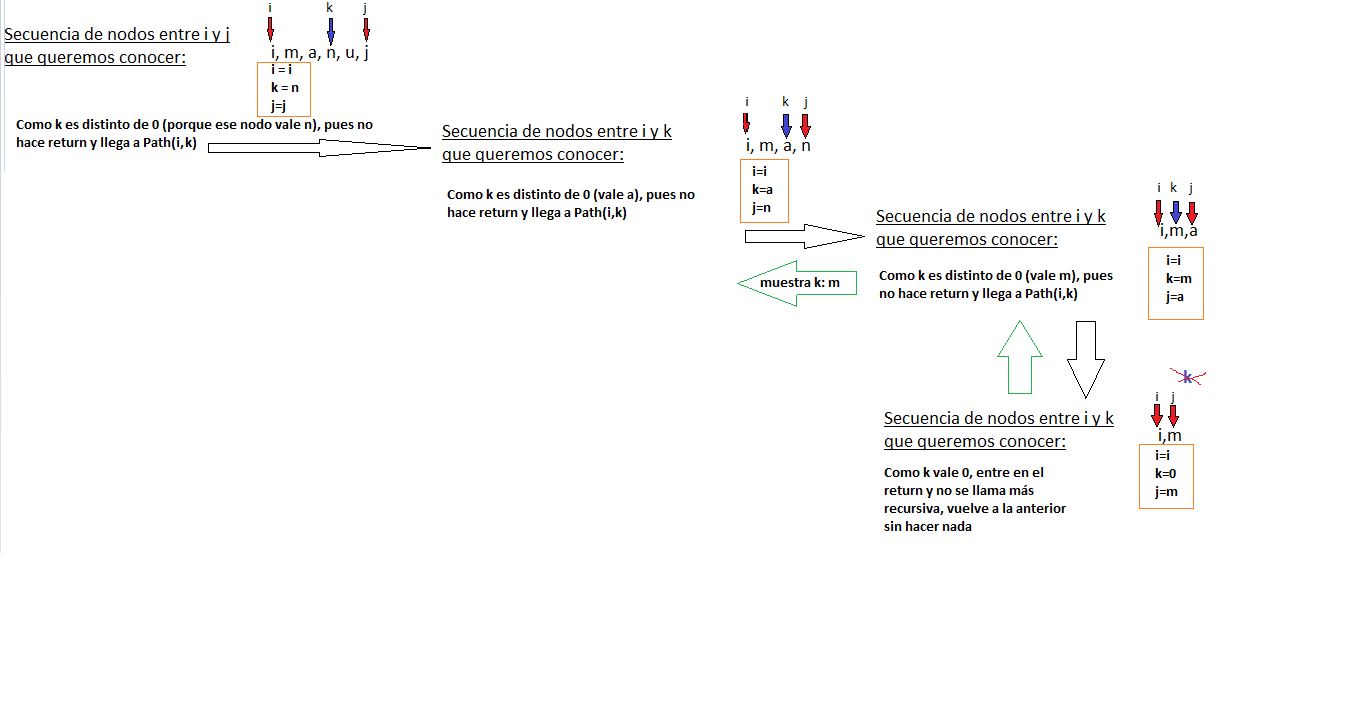 i k j
Secuencia de nodos entre i y j
que queremos conocer:
i, m, a, n, u, j
i = i
k = n
j=j
Como k es distinto de 0 (porque ese nodo vale n), pues no
hace return y llega a Path(i,k)
i k j
Secuencia de nodos entre i y k
que queremos conocer:
i, m, a, n
i=i
k=a
j=n
Como k es distinto de 0 (vale a), pues no
hace return y llega a Path(i,k)
i k j
Secuencia de nodos entre i y k
que queremos conocer:
i,m,a
i=i
k=m
j=a
Como k es distinto de 0 (vale m), pues
no hace return y llega a Path(i,k)
muestra k: m
k
i j
Secuencia de nodos entre i y k
que queremos conocer:
i,m
i=i
k=0
j=m
Como k vale 0, entre en el
return y no se llama más
recursiva, vuelve a la anterior
sin hacer nada